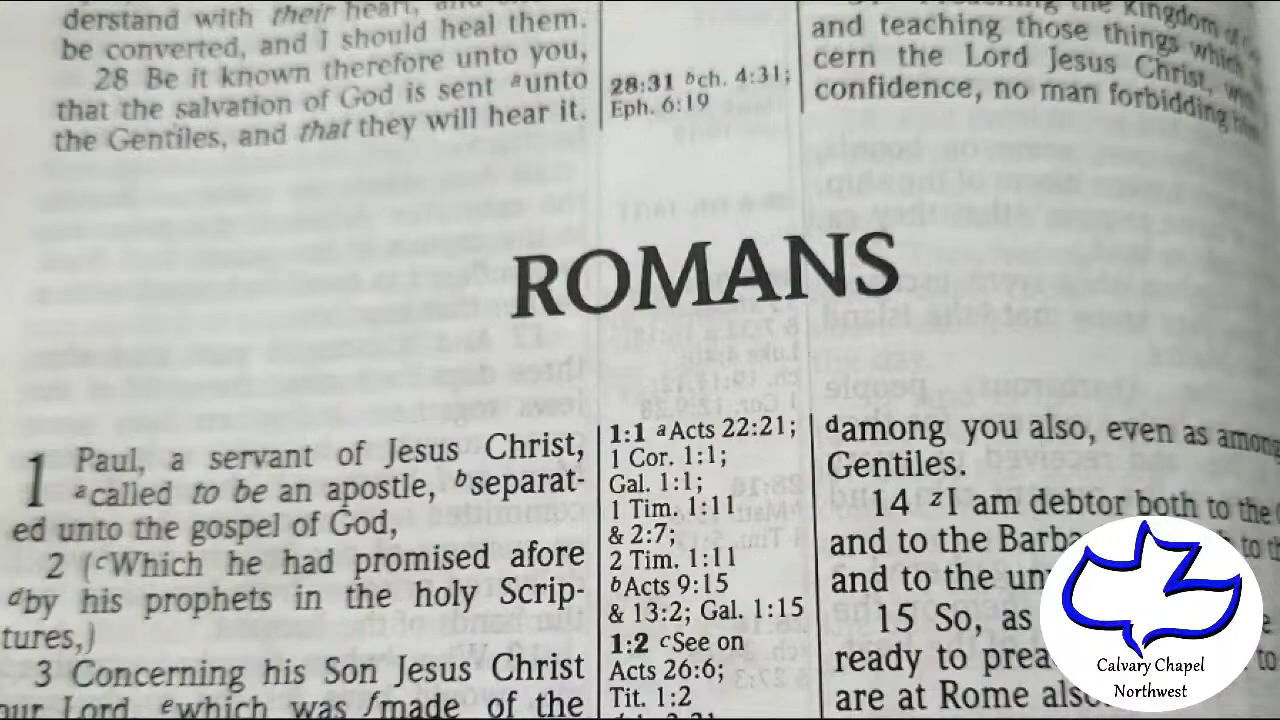 derstand with their heart, and
be converted, and I should heal them.
28 Be it known therefore unto you,
that the salvation of God is sent ᵃunto
the Gentiles, and that they will hear it.
28:31 ᵇch. 4:31;
Eph. 6:19
the kingdom of
and teaching those things which
cern the Lord Jesus Christ,
confidence, no man forbidding him
ROMANS
1 Paul, a servant of Jesus Christ,
ᵃcalled to be an apostle, ᵇseparat-
ed unto the gospel of God,
2 (ᶜWhich he had promised afore
ᵈby his prophets in the holy Scrip-
tures,)
3 Concerning his Son Jesus Christ
our Lord, ᵉwhich was ᶠmade of the
1:1 ᵃActs 22:21;
1 Cor. 1:1;
Gal. 1:1;
1 Tim. 1:11
& 2:7;
2 Tim. 1:11
ᵇActs 9:15
& 13:2; Gal. 1:15
1:2 ᶜSee on
Acts 26:6;
Tit. 1:2
ᵈamong you also, even as among
Gentiles.
14 ᶻI am debtor both to the
and to the Barba to
and to the un
15 So, as
ready to prea to
are at Rome also.
Calvary Chapel
Northwest